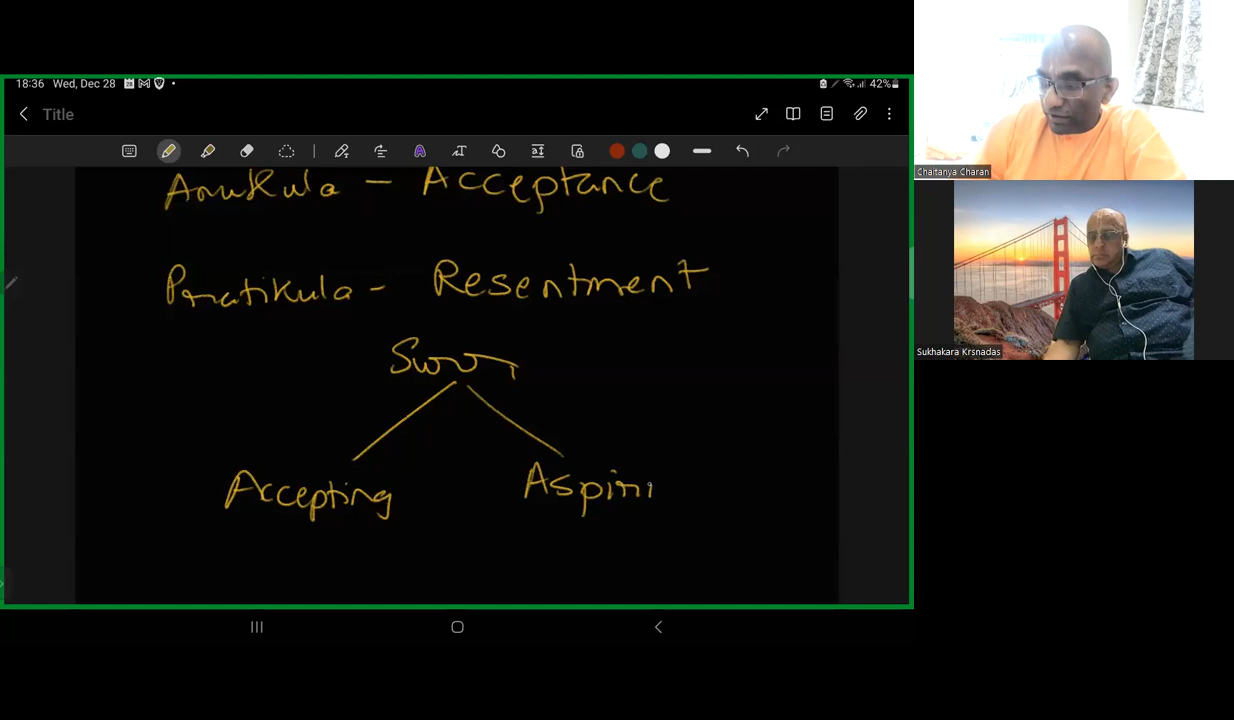 18:36 Wed, Dec 28
42%
Title
Anukula - Acceptance
Pratikula - Resentment
Accepting
Aspiri
Chaitanya Charan
Sukhakara Krsnadas